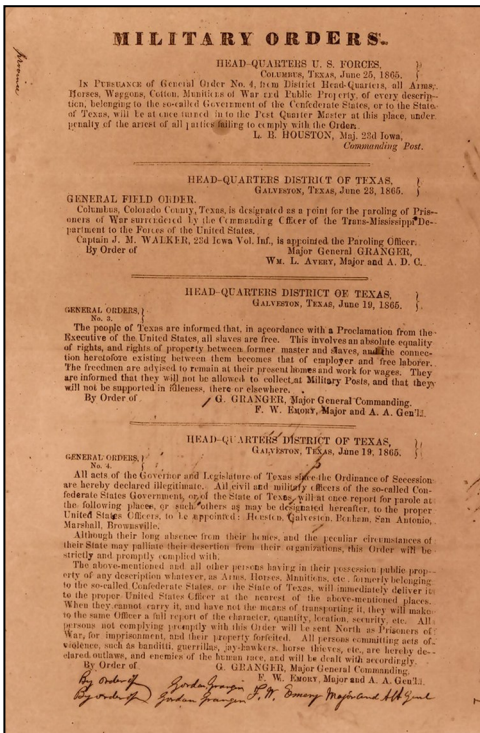 MILITARY ORDERS.
HEAD-QUARTERS U. S. FORCES,
COLUMBUS, TEXAS, June 25, 1865.
IN PURSUANCE of General Order No. 4, from District Head-Quarters, all Arms,
Horses, Waggons, Cotton, Munitions of War and Public Property, of every descrip-
tion, belonging to the so-called Government of the Confederate States, or to the State
of Texas, will be at once turned in to the Post Quarter Master at this place, under
penalty of the arrest of all parties failing to comply with the Order.
L. B. HOUSTON, Maj. 23d Iowa,
Commanding Post.
HEAD-QUARTERS DISTRICT OF TEXAS,
GALVESTON, TEXAS, June 23, 1865.
GENERAL FIELD ORDER.
Columbus, Colorado County, Texas, is designated as a point for the paroling of Pris-
oners of War surrendered by the Commanding Officer of the Trans-Mississippi De-
partment to the Forces of the United States.
Captain J. M. WALKER, 23d Iowa Vol. Inf., is appointed the Paroling Officer.
By Order of Major General GRANGER,
WM. L. AVERY, Major and A. D. C.
HEAD-QUARTERS DISTRICT OF TEXAS,
GALVESTON, TEXAS, June 19, 1865.
GENERAL ORDERS,
No. 3.
The people of Texas are informed that, in accordance with a Proclamation from the
Executive of the United States, all slaves are free. This involves an absolute equality
of rights, and rights of property between former master and slaves, and the connec-
tion heretofore existing between them becomes that of employer and free laborer.
The freedmen are advised to remain at their present homes and work for wages. They
are informed that they will not be allowed to collect at Military Posts, and that they
will not be supported in idleness, there or elsewhere.
By Order of G. GRANGER, Major General Commanding.
F. W. EMORY, Major and A. A. Gen'l.
HEAD-QUARTERS DISTRICT OF TEXAS,
GALVESTON, TEXAS, June 19, 1865.
GENERAL ORDERS,
No. 4.
All acts of the Governor and Legislature of Texas since the Ordinance of Secession
are hereby declared illegitimate. All civil and military officers of the so-called Con-
federate States Government, or of the State of Texas, will at once report for parole at
the following places, or such others as may be designated hereafter, to the proper
United States Officers, to be appointed: Houston, Galveston, Bonham, San Antonio,
Marshall, Brownsville.
Although their long absence from their homes, and the peculiar circumstances of
their State may palliate their desertion from their organizations, this Order will be
strictly and promptly complied with.
The above-mentioned and all other persons having in their possession public prop-
erty of any description whatever, as Arms, Horses, Munitions, etc., formerly belonging
to the so-called Confederate States, or the State of Texas, will immediately deliver it
to the proper United States Officer at the nearest of the above-mentioned places.
When they cannot carry it, and have not the means of transporting it, they will make
to the same Officer a full report of the character, quantity, location, security, etc. All
persons not complying promptly with this Order will be sent North as Prisoners of
War, for imprisonment, and their property forfeited. All persons committing acts of
violence, such as banditti, guerrillas, jay-hawkers, horse thieves, etc., are hereby de-
clared outlaws, and enemies of the human race, and will be dealt with accordingly.
By Order of G. GRANGER, Major General Commanding.
F. W. EMORY, Major and A. A. Gen'l.
By order of Gordon Granger
By order of Gordon Granger F. W. Emory Major and AA Genl